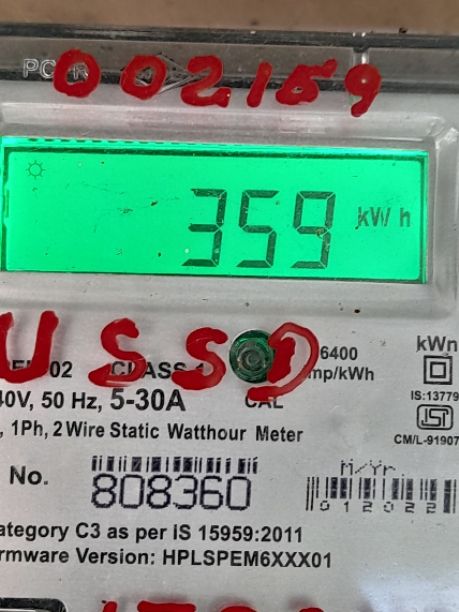 002159
359 kWh
USSD
02 CLASS 1
6400
imp/kWh
40V, 50 Hz, 5-30A
CAL
kWh
IS:13779
1Ph, 2 Wire Static Watthour Meter
CM/L-91907
No. 808360
M/Yr
012022
ategory C3 as per IS 15959:2011
rmware Version: HPLSPEM6XXX01